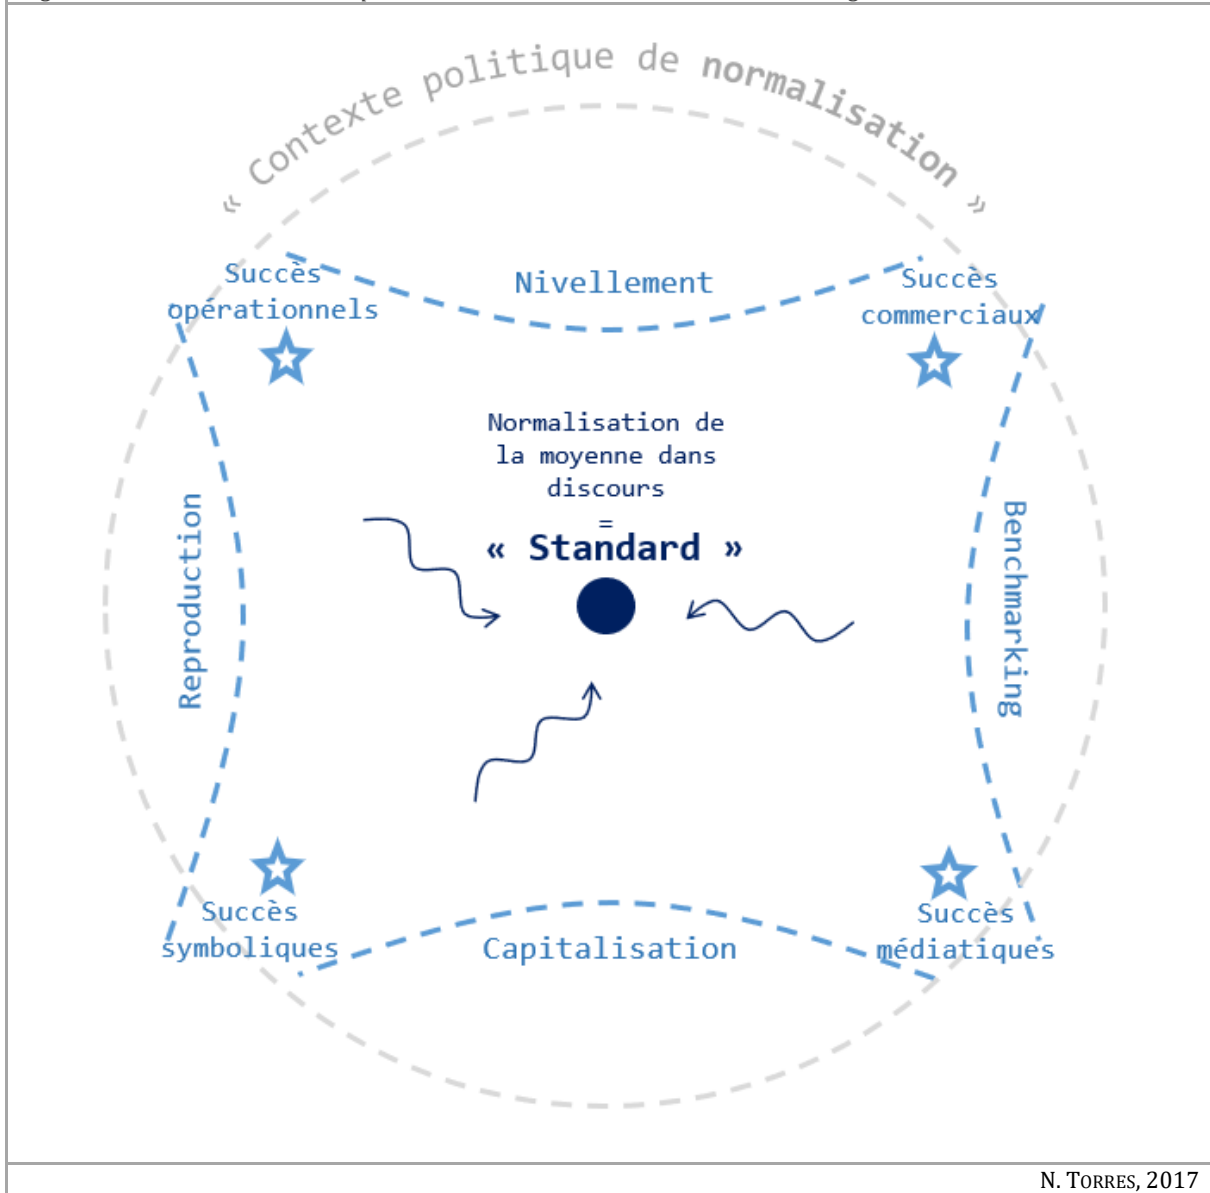 « Contexte politique de normalisation »
Succès
opérationnels
Nivellement
Succès
commerciaux
Normalisation de
la moyenne dans
discours
=
« Standard »
Reproduction
Benchmarking
Succès
symboliques
Capitalisation
Succès
médiatiques
N. TORRES, 2017